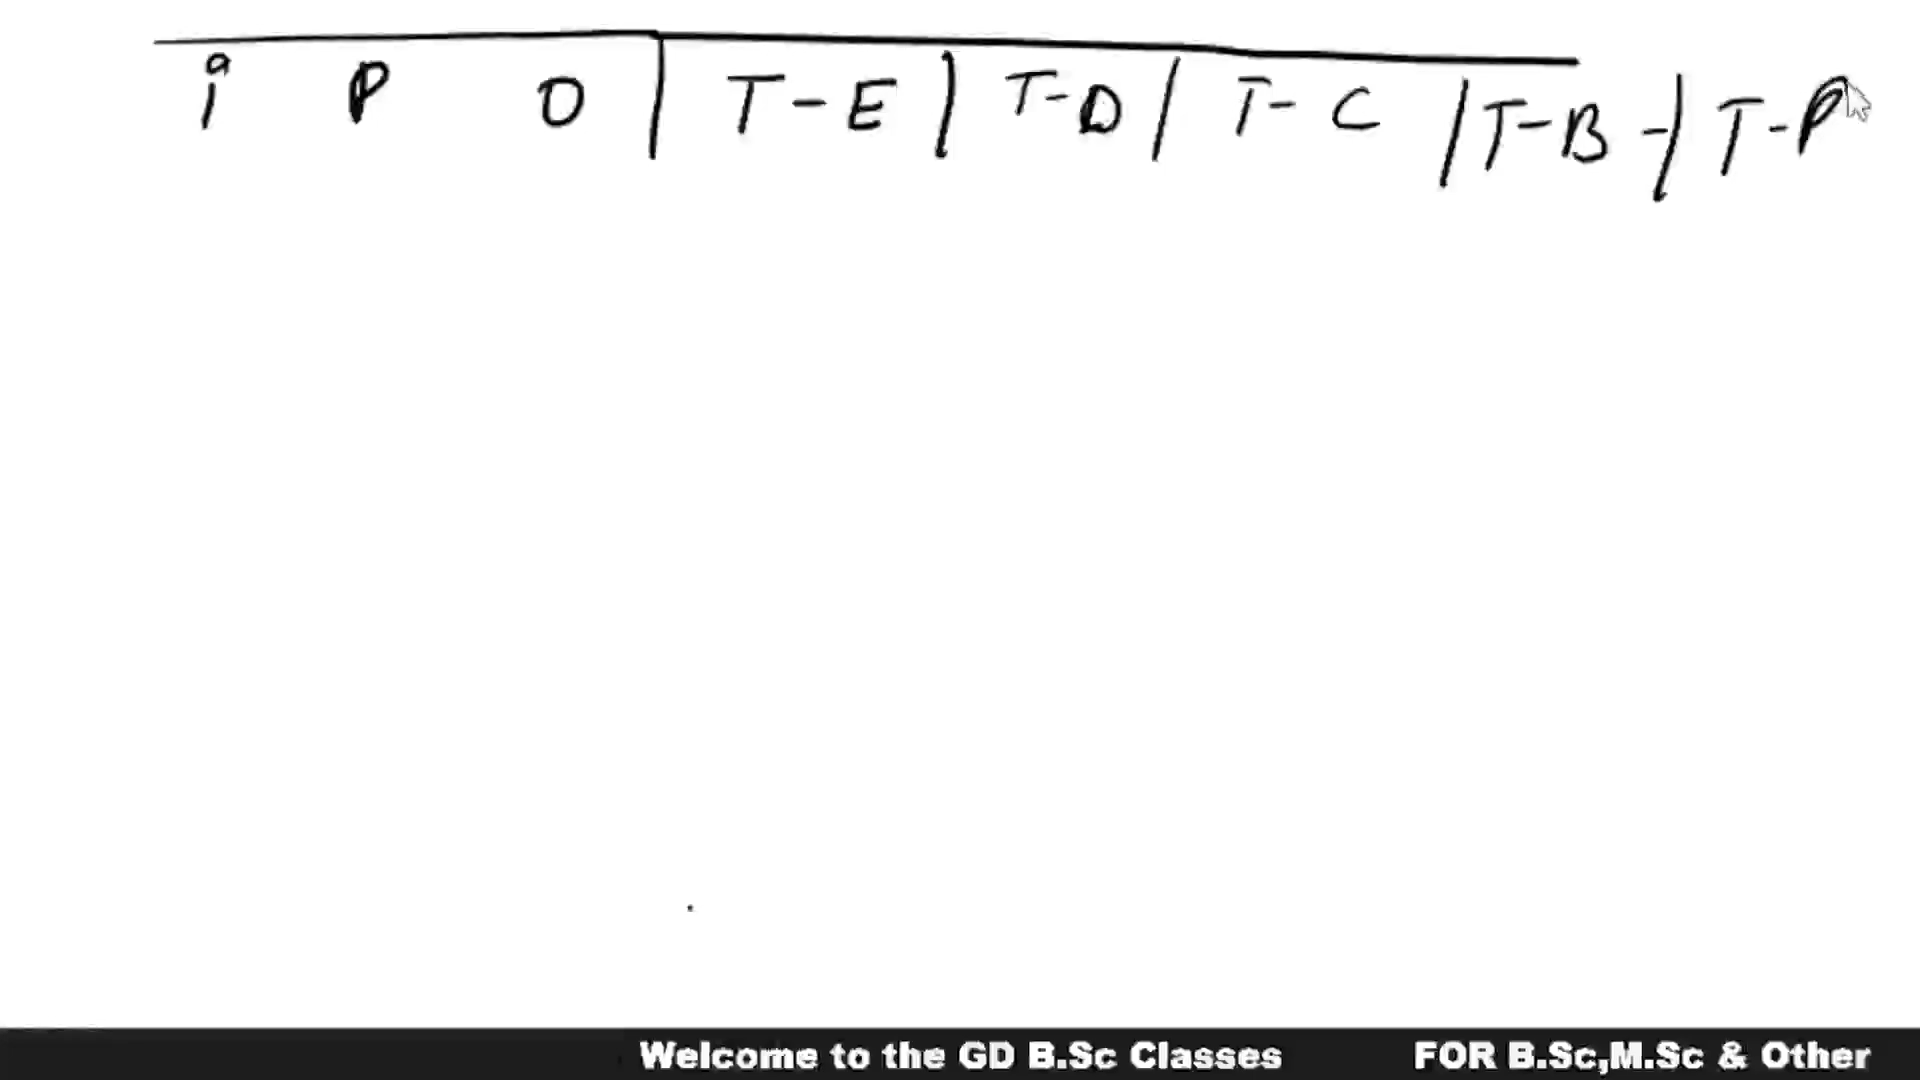 i P O | T - E | T - D | T - C | T - B - | T - P
Welcome to the GD B.Sc Classes FOR B.Sc,M.Sc & Other